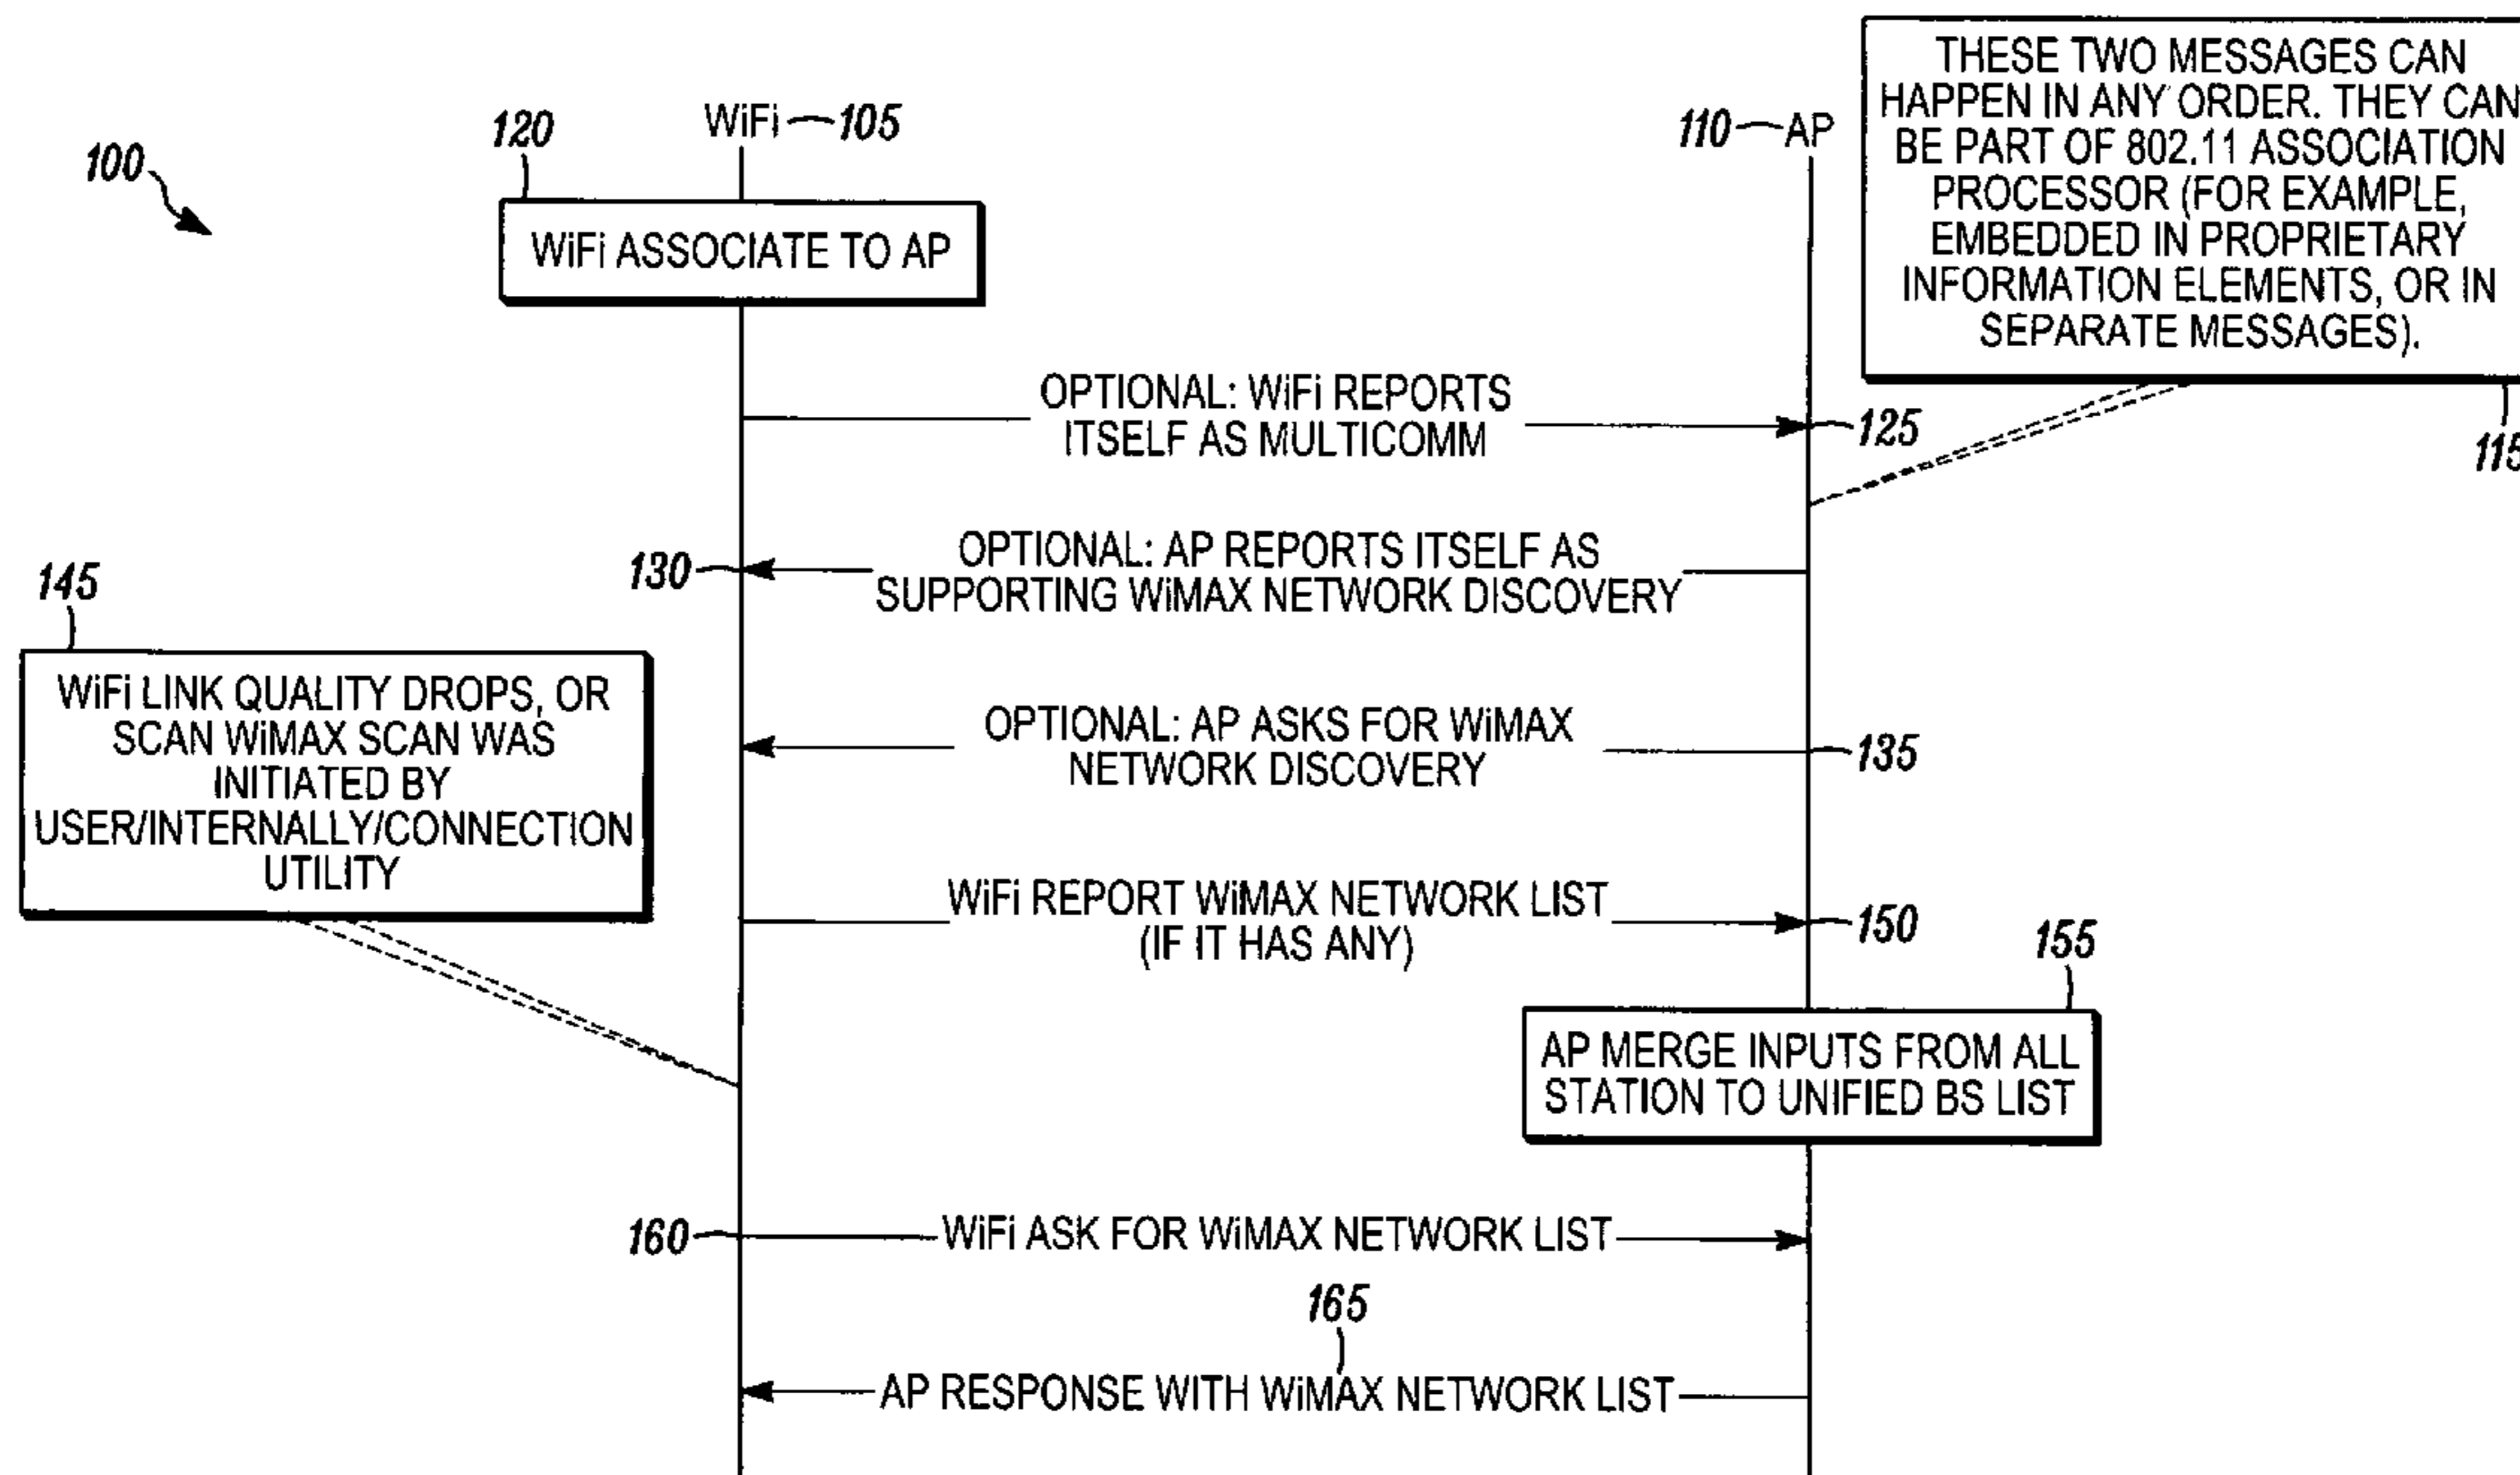 THESE TWO MESSAGES CAN
HAPPEN IN ANY ORDER. THEY CAN
BE PART OF 802.11 ASSOCIATION
PROCESSOR (FOR EXAMPLE,
EMBEDDED IN PROPRIETARY
INFORMATION ELEMENTS, OR IN
SEPARATE MESSAGES).
115
100
120
WiFi 105
110 AP
WiFi ASSOCIATE TO AP
OPTIONAL: WiFi REPORTS
ITSELF AS MULTICOMM
125
130
OPTIONAL: AP REPORTS ITSELF AS
SUPPORTING WiMAX NETWORK DISCOVERY
145
WiFi LINK QUALITY DROPS, OR
SCAN WiMAX SCAN WAS
INITIATED BY
USER/INTERNALLY/CONNECTION
UTILITY
OPTIONAL: AP ASKS FOR WiMAX
NETWORK DISCOVERY
135
WiFi REPORT WiMAX NETWORK LIST
(IF IT HAS ANY)
150
155
AP MERGE INPUTS FROM ALL
STATION TO UNIFIED BS LIST
160
WiFi ASK FOR WiMAX NETWORK LIST
165
AP RESPONSE WITH WiMAX NETWORK LIST